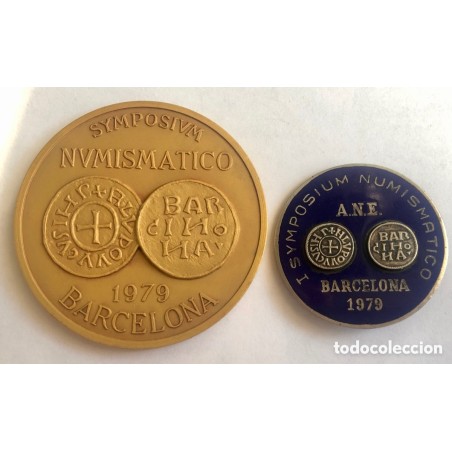 SYMPOSIVM
NVMISMATICO
BAR
CINO
NA
1979
BARCELONA
I SYMPOSIUM NUMISMATICO
A.N.E.
BAR
CINO
NA
BARCELONA
1979
todocoleccion